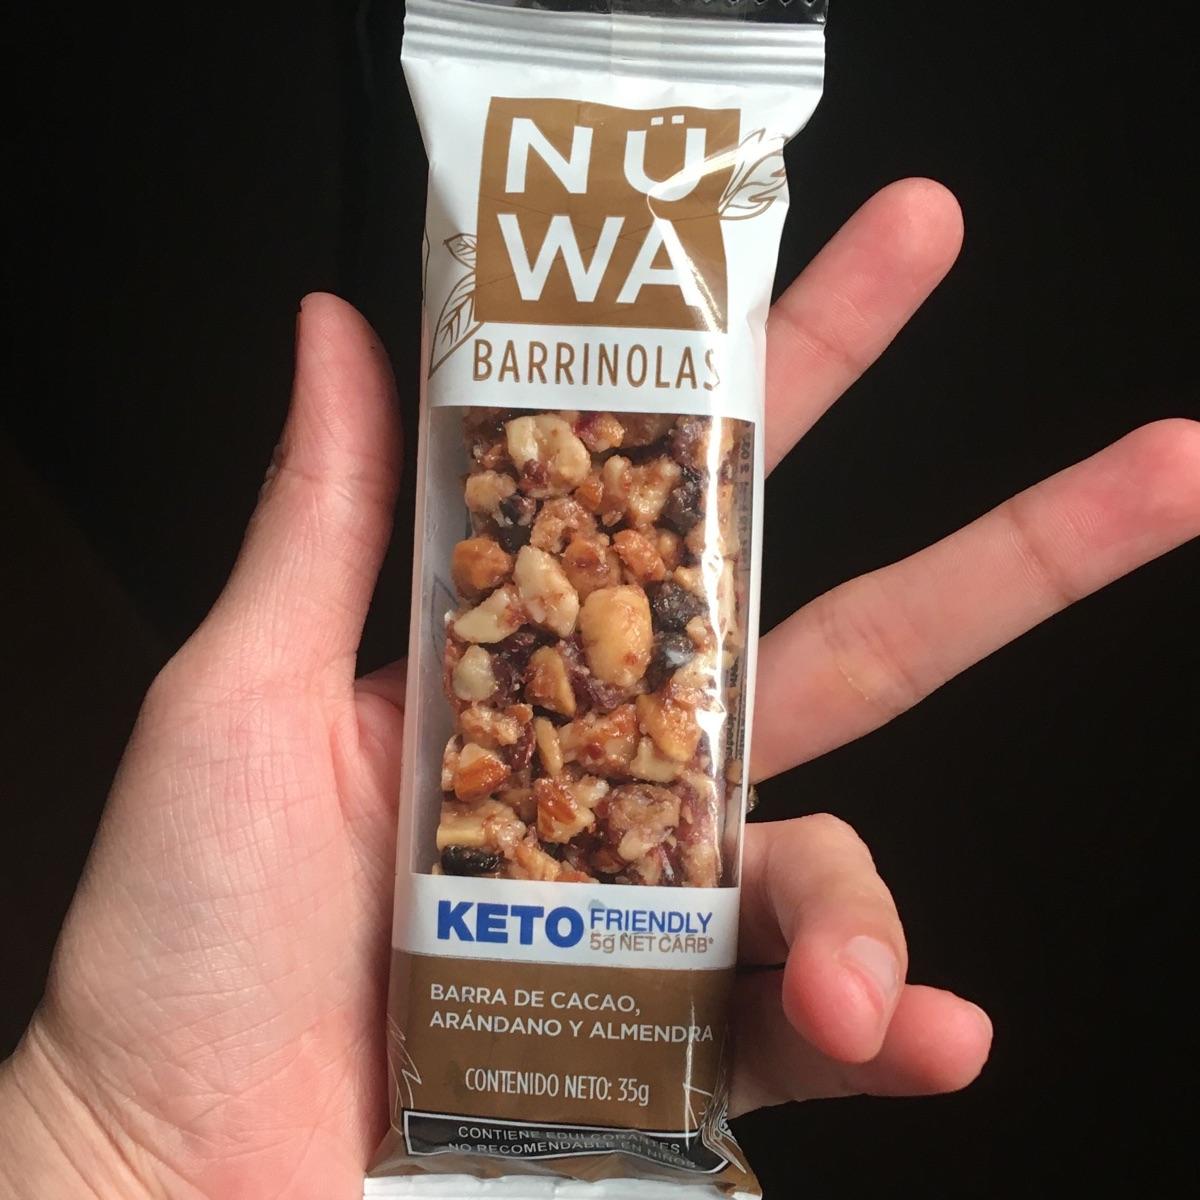 NÜ
WA
BARRINOLAS
KETO FRIENDLY
5g NET CARB*
BARRA DE CACAO,
ARÁNDANO Y ALMENDRA
CONTENIDO NETO: 35g
CONTIENE EDULCORANTES,
NO RECOMENDABLE EN NIÑOS